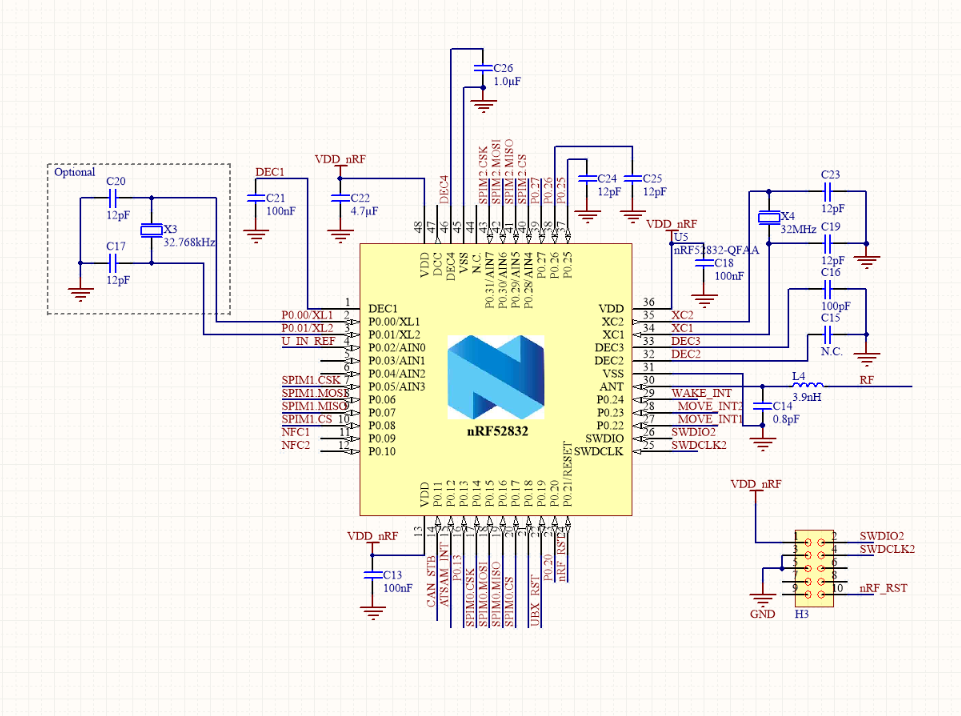 C26
1.0µF
Optional
C20
12pF
X3
32.768kHz
C17
12pF
DEC1
C21
100nF
VDD_nRF
C22
4.7µF
DEC4
SPIM2.CSK
SPIM2.MOSI
SPIM2.MISO
SPIM2.CS
P0.27
P0.26
P0.25
C24
12pF
C25
12pF
VDD_nRF
U5
nRF52832-QFAA
C18
100nF
C23
12pF
X4
32MHz
C19
12pF
C16
100pF
C15
N.C.
48 47 46 45 44 43 42 41 40 39 38 37
VDD
DCC
DEC4
VSS
N.C.
P0.31/AIN7
P0.30/AIN6
P0.29/AIN5
P0.28/AIN4
P0.27
P0.26
P0.25
1 DEC1
P0.00/XL1 2 P0.00/XL1
P0.01/XL2 3 P0.01/XL2
U_IN_REF 4 P0.02/AIN0
5 P0.03/AIN1
6 P0.04/AIN2
SPIM1.CSK 7 P0.05/AIN3
SPIM1.MOSI 8 P0.06
SPIM1.MISO 9 P0.07
SPIM1.CS 10 P0.08
NFC1 11 P0.09
NFC2 12 P0.10
VDD 36
XC2 35 XC2
XC1 34 XC1
DEC3 33 DEC3
DEC2 32 DEC2
VSS 31
ANT 30
P0.24 29 WAKE_INT
P0.23 28 MOVE_INT2
P0.22 27 MOVE_INT1
SWDIO 26 SWDIO2
SWDCLK 25 SWDCLK2
L4
3.9nH
RF
C14
0.8pF
nRF52832
VDD
P0.11
P0.12
P0.13
P0.14
P0.15
P0.16
P0.17
P0.18
P0.19
P0.20
P0.21/RESET
13 14 15 16 17 18 19 20 21
VDD_nRF
C13
100nF
CAN_STB
ATSAM_INT
P0.13
SPIM0.CSK
SPIM0.MOSI
SPIM0.MISO
SPIM0.CS
UBX_RST
P0.20
nRF_RST
VDD_nRF
1 2 SWDIO2
3 4 SWDCLK2
5 6
7 8
9 10 nRF_RST
GND
H3